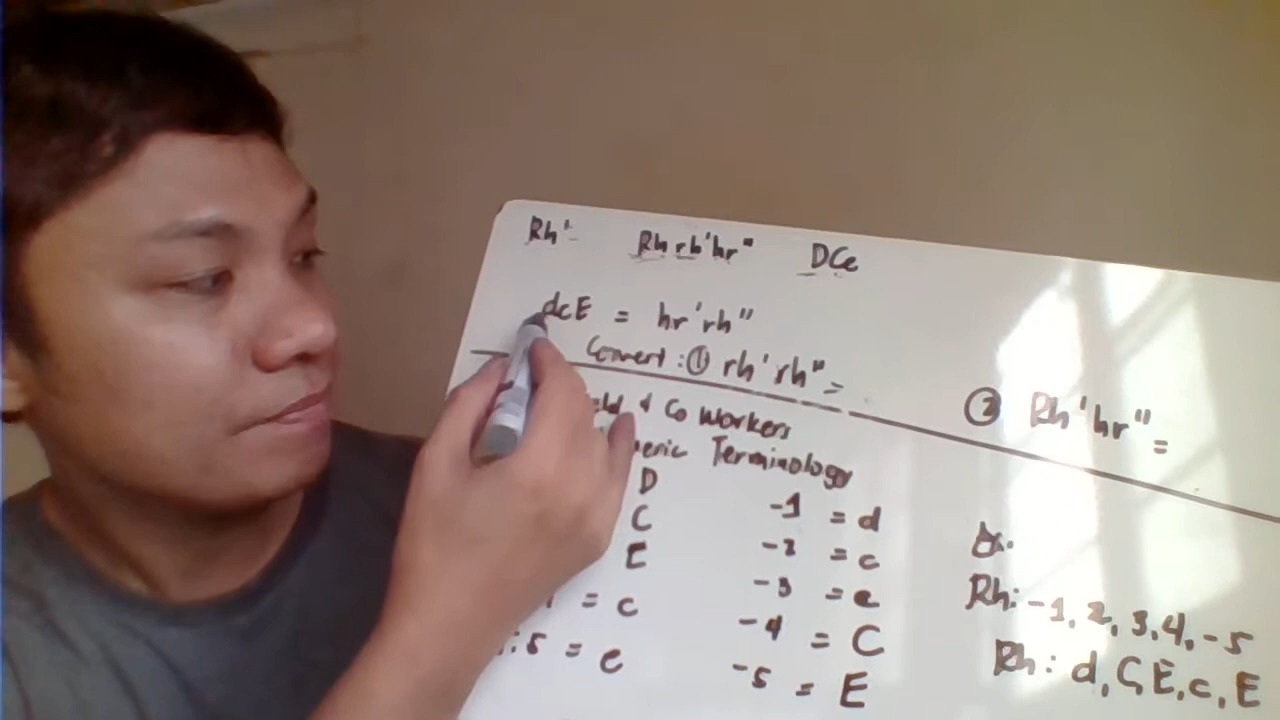 Rh' Rh rh'hr" DCe
dcE = hr'rh"
Convert: ① rh'rh" =
② Rh'hr" =
& Co Workers
Terminology
D -1 = d
C -2 = c
E -3 = e
= c -4 = C
:5 = e -5 = E
Rh: -1, 2, 3, 4, -5
Rh: d, C, E, c, E